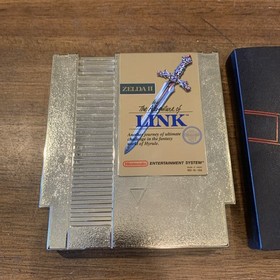 ZELDA II
The Adventure of
LINK
Another journey of ultimate
challenge in the fantasy
world of Hyrule.
Nintendo ENTERTAINMENT SYSTEM